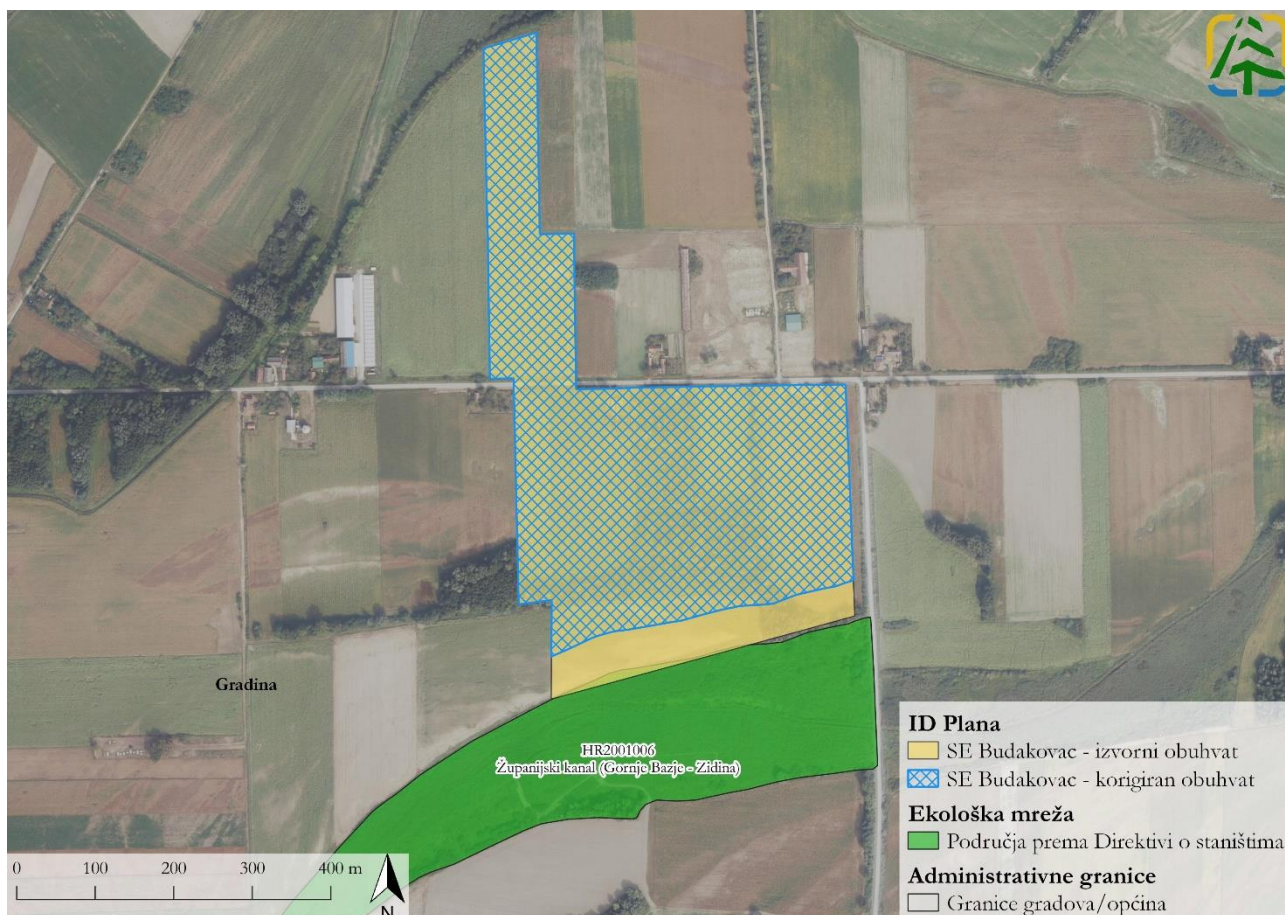 Gradina
HR2001006
Županijski kanal (Gornje Bazje - Zidina)
ID Plana
SE Budakovac - izvorni obuhvat
SE Budakovac - korigiran obuhvat
Ekološka mreža
Područja prema Direktivi o staništima
Administrativne granice
Granice gradova/općina
0 100 200 300 400 m
N